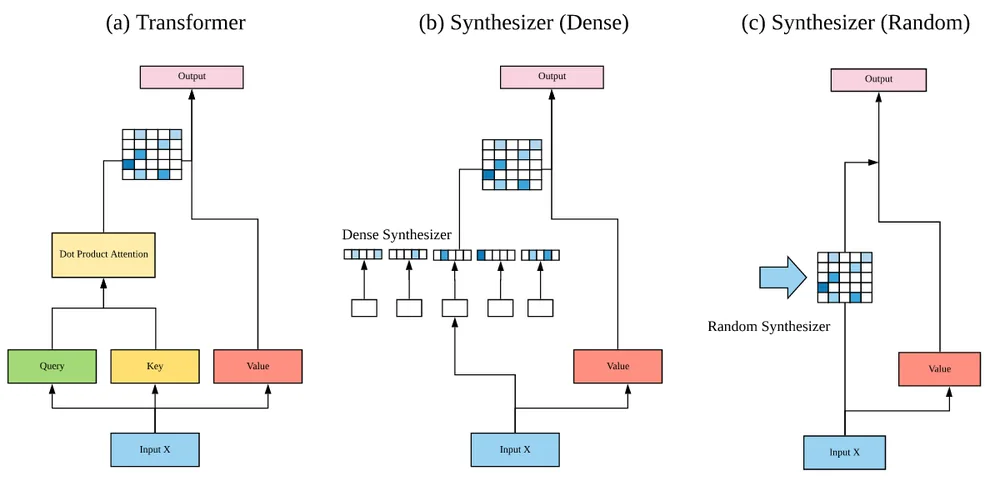 (a) Transformer
(b) Synthesizer (Dense)
(c) Synthesizer (Random)
Output
Output
Output
Dense Synthesizer
Dot Product Attention
Random Synthesizer
Query
Key
Value
Value
Value
Input X
Input X
Input X